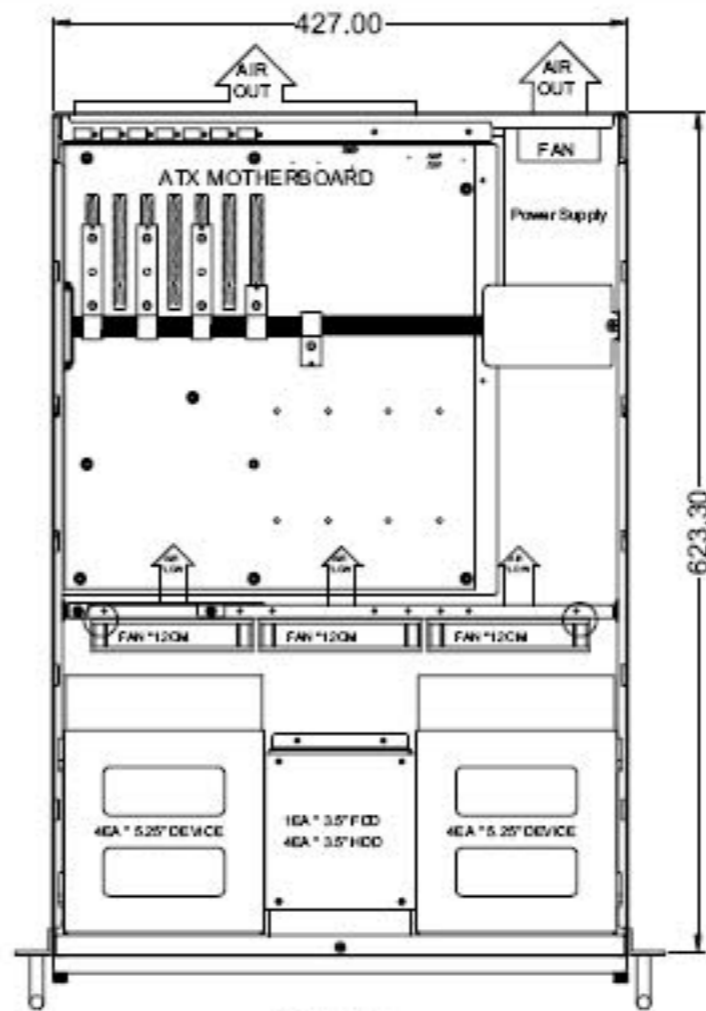 427.00
AIR
OUT
AIR
OUT
FAN
ATX MOTHERBOARD
Power Supply
623.30
FAN *12CM
FAN *12CM
FAN *12CM
4EA * 5.25" DEVICE
1EA * 3.5" FDD
4EA * 3.5" HDD
4EA * 5.25" DEVICE